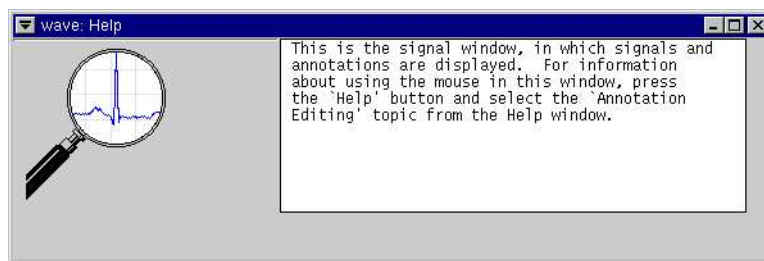 wave: Help
This is the signal window, in which signals and
annotations are displayed.  For information
about using the mouse in this window, press
the `Help' button and select the `Annotation
Editing' topic from the Help window.